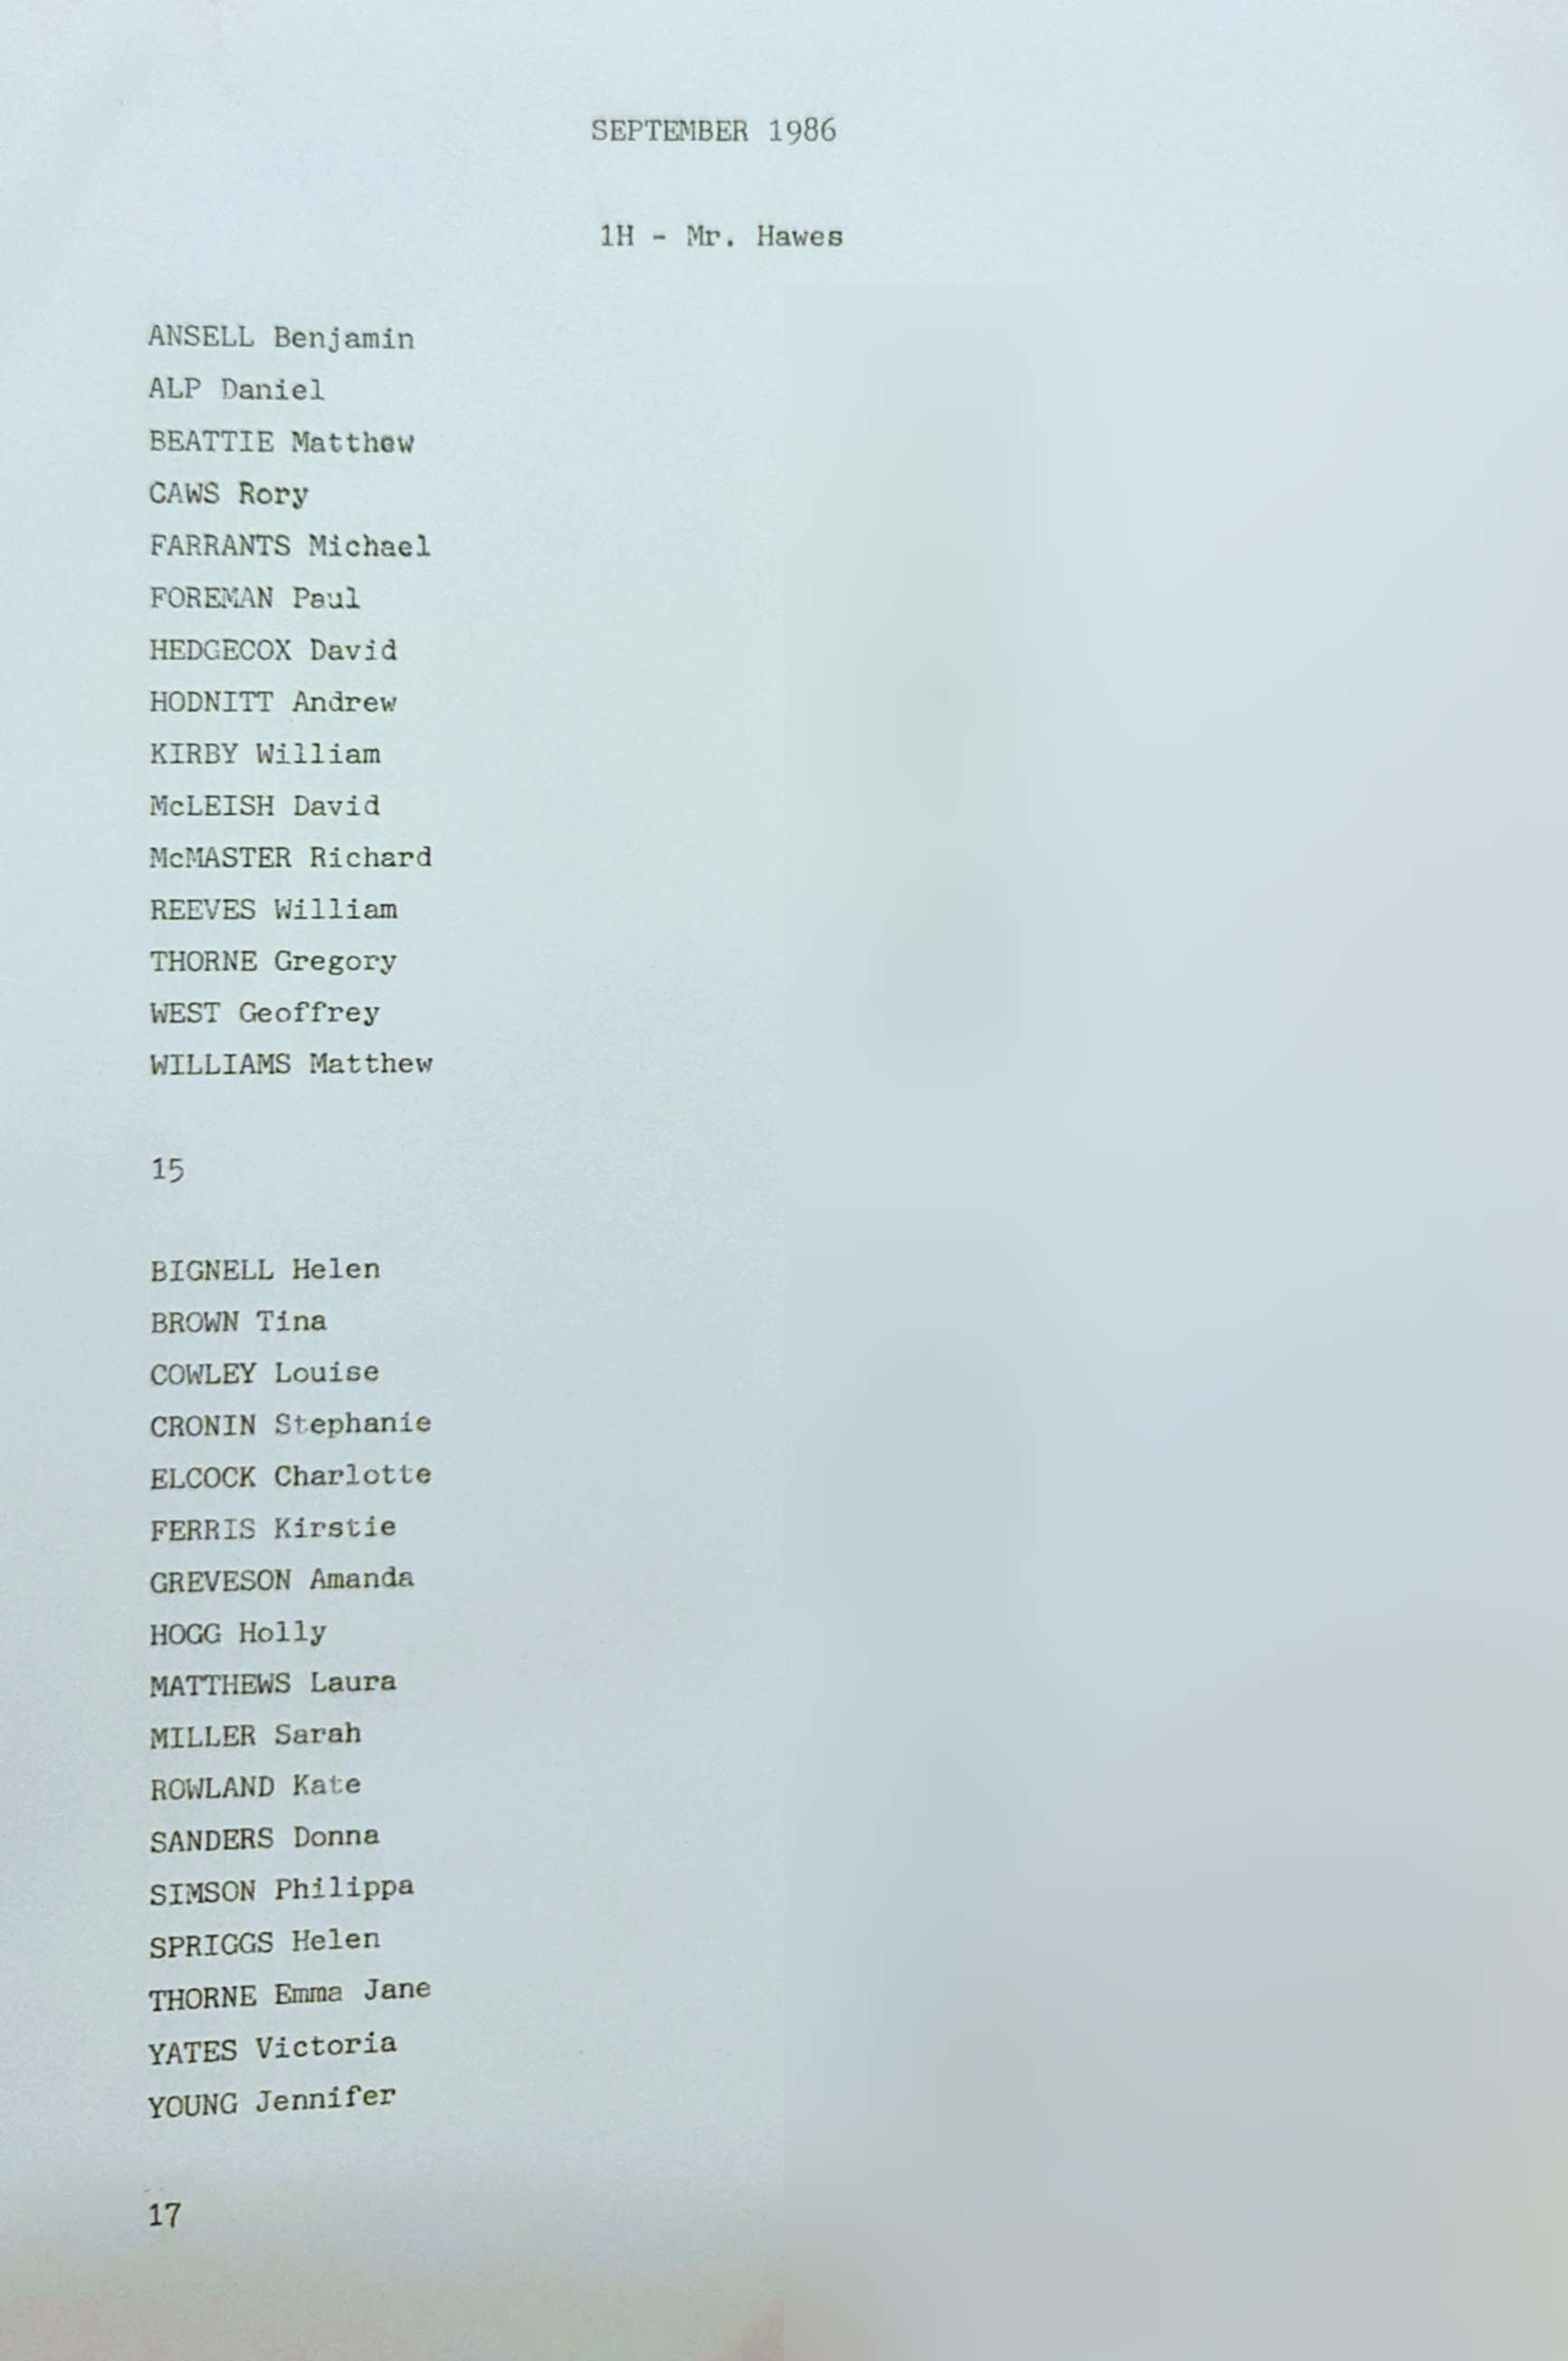 SEPTEMBER 1986
1H - Mr. Hawes
ANSELL Benjamin
ALP Daniel
BEATTIE Matthew
CAWS Rory
FARRANTS Michael
FOREMAN Paul
HEDGECOX David
HODNITT Andrew
KIRBY William
McLEISH David
McMASTER Richard
REEVES William
THORNE Gregory
WEST Geoffrey
WILLIAMS Matthew
15
BIGNELL Helen
BROWN Tina
COWLEY Louise
CRONIN Stephanie
ELCOCK Charlotte
FERRIS Kirstie
GREVESON Amanda
HOGG Holly
MATTHEWS Laura
MILLER Sarah
ROWLAND Kate
SANDERS Donna
SIMSON Philippa
SPRIGGS Helen
THORNE Emma Jane
YATES Victoria
YOUNG Jennifer
17